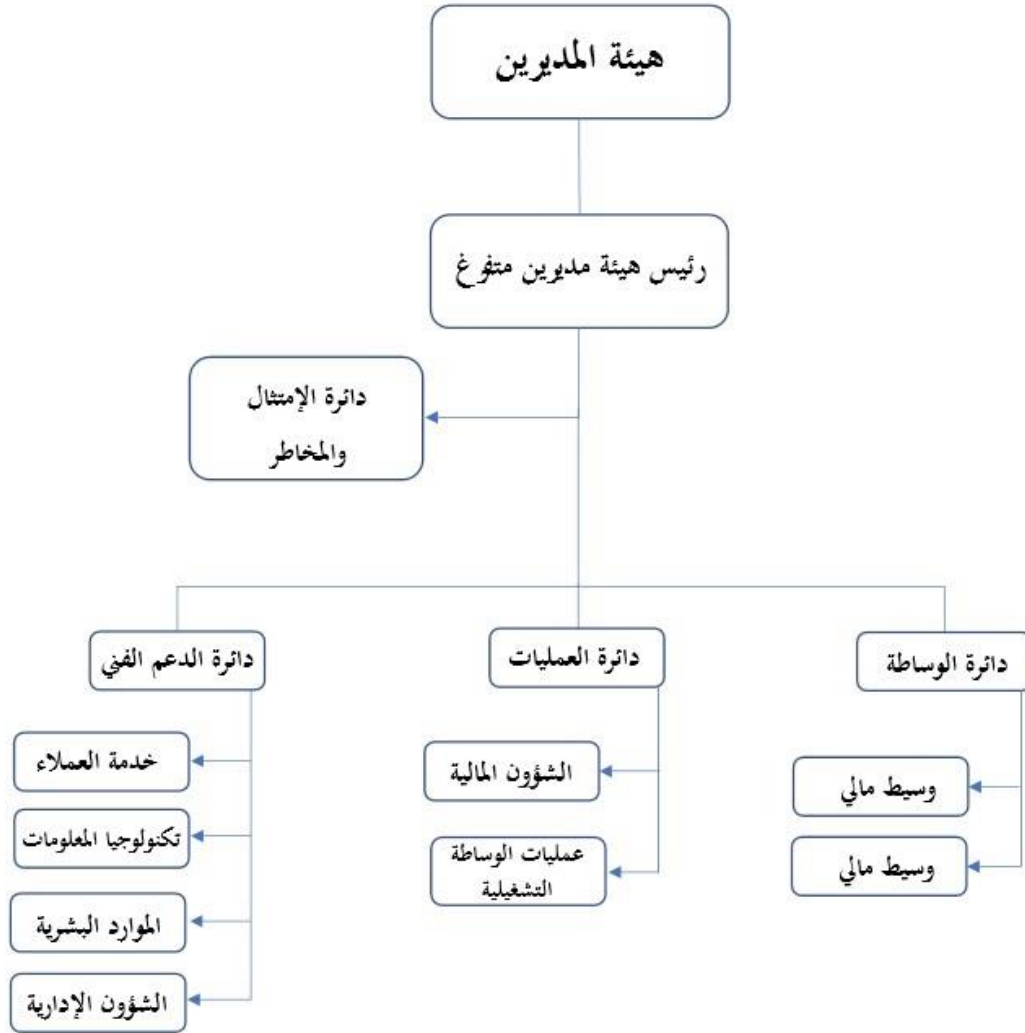 هيئة المديرين
رئيس هيئة مديرين متفرغ
دائرة الإمتثال
والمخاطر
دائرة الوساطة
وسيط مالي
وسيط مالي
دائرة العمليات
الشؤون المالية
عمليات الوساطة
التشغيلية
دائرة الدعم الفني
خدمة العملاء
تكنولوجيا المعلومات
الموارد البشرية
الشؤون الإدارية